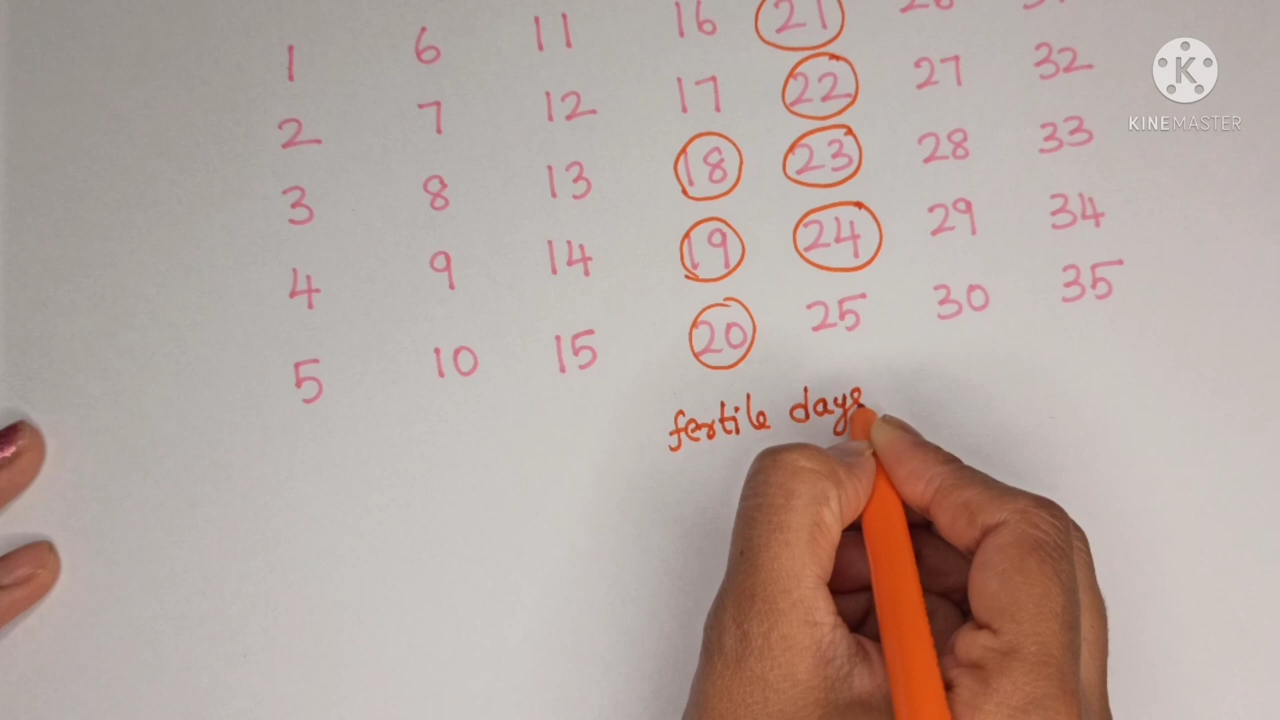 1 6 11 16 21
2 7 12 17 22 27 32
3 8 13 18 23 28 33
4 9 14 19 24 29 34
5 10 15 20 25 30 35
fertile days
K
KINEMASTER